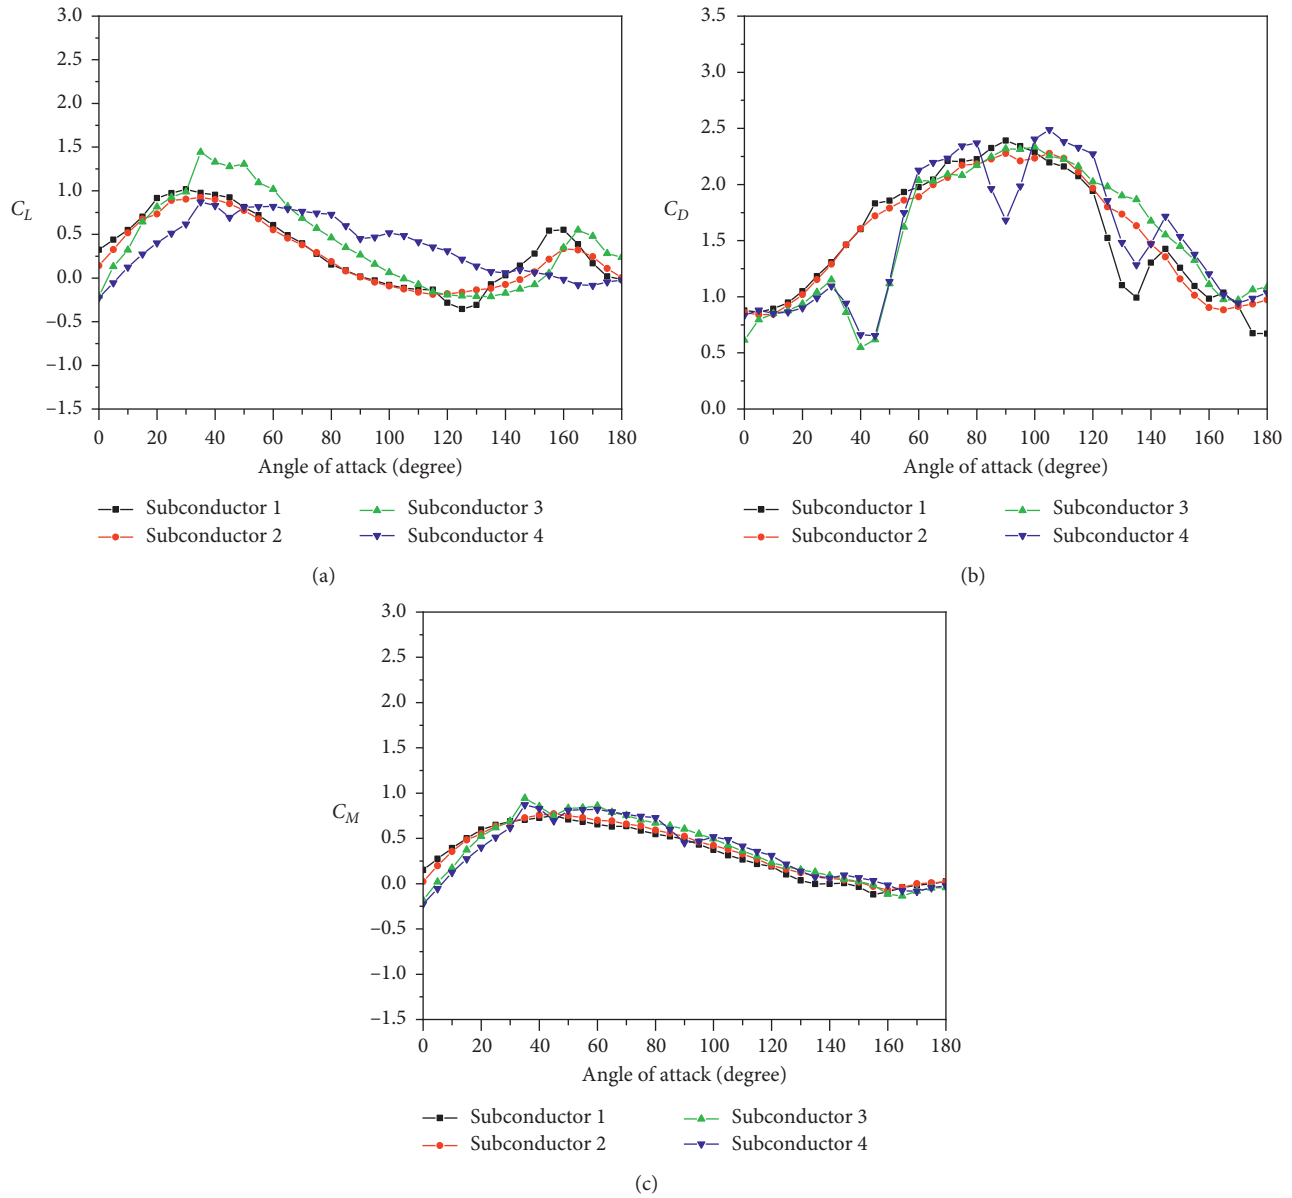 3.0
2.5
2.0
1.5
1.0
0.5
0.0
–0.5
–1.0
–1.5
C_L
0 20 40 60 80 100 120 140 160 180
Angle of attack (degree)
Subconductor 1
Subconductor 2
Subconductor 3
Subconductor 4
(a)
3.5
3.0
2.5
2.0
1.5
1.0
0.5
0.0
C_D
0 20 40 60 80 100 120 140 160 180
Angle of attack (degree)
Subconductor 1
Subconductor 2
Subconductor 3
Subconductor 4
(b)
3.0
2.5
2.0
1.5
1.0
0.5
0.0
–0.5
–1.0
–1.5
C_M
0 20 40 60 80 100 120 140 160 180
Angle of attack (degree)
Subconductor 1
Subconductor 2
Subconductor 3
Subconductor 4
(c)